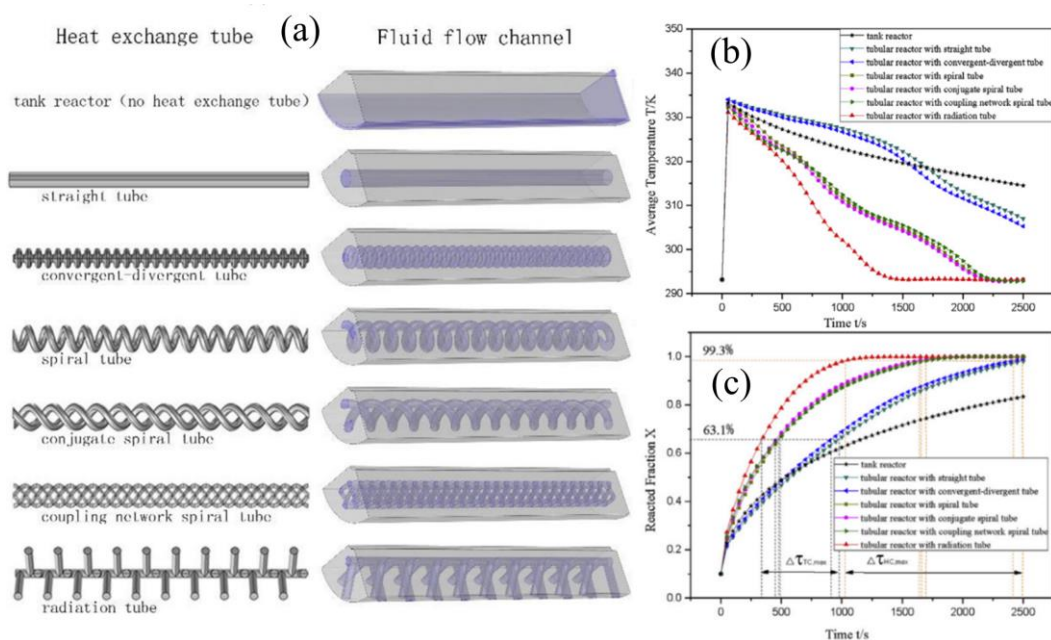 Heat exchange tube
(a)
Fluid flow channel
tank reactor (no heat exchange tube)
straight tube
convergent-divergent tube
spiral tube
conjugate spiral tube
coupling network spiral tube
radiation tube
(b)
350
340
330
320
310
300
290
Average Temperature T/K
tank reactor
tubular reactor with straight tube
tubular reactor with convergent-divergent tube
tubular reactor with spiral tube
tubular reactor with conjugate spiral tube
tubular reactor with coupling network spiral tube
tubular reactor with radiation tube
0 500 1000 1500 2000 2500
Time t/s
(c)
99.3%
63.1%
1.0
0.8
0.6
0.4
0.2
0.0
Reacted Fraction X
tank reactor
tubular reactor with straight tube
tubular reactor with convergent-divergent tube
tubular reactor with spiral tube
tubular reactor with conjugate spiral tube
tubular reactor with coupling network spiral tube
tubular reactor with radiation tube
△τTC,max
△τHC,max
0 500 1000 1500 2000 2500
Time t/s